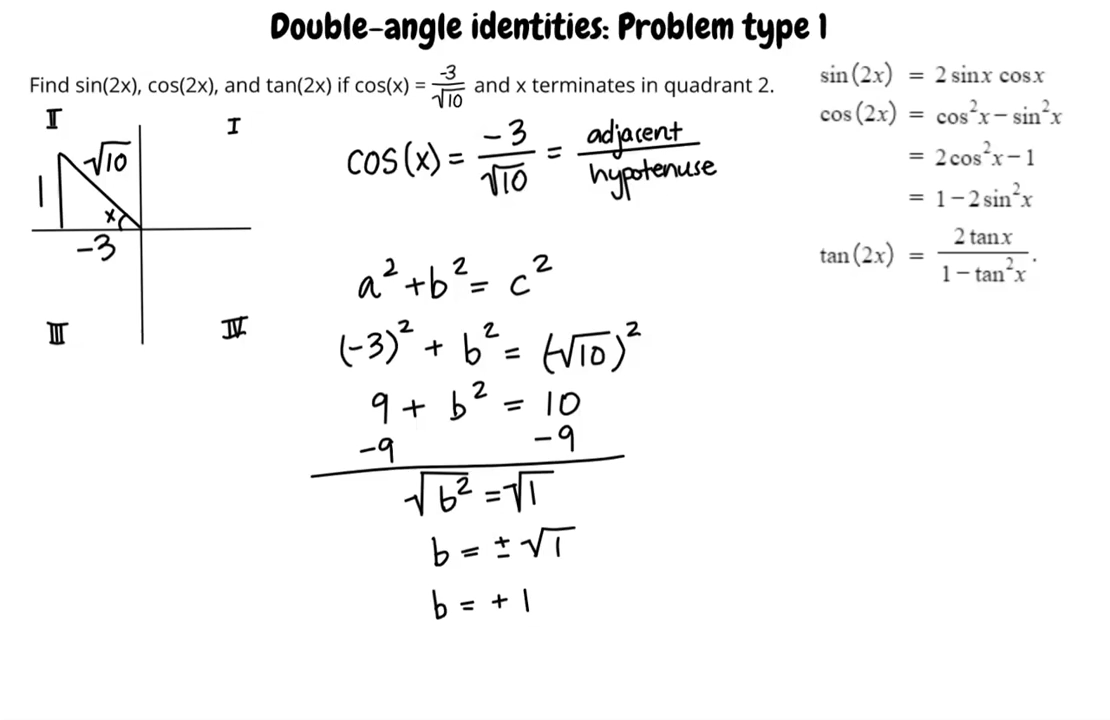 Double-angle identities: Problem type 1
Find sin(2x), cos(2x), and tan(2x) if cos(x) = -3/√10 and x terminates in quadrant 2.
II
I
√10
1
x
-3
III
IV
cos(x) = -3/√10 = adjacent/hypotenuse
a² + b² = c²
(-3)² + b² = (√10)²
9 + b² = 10
-9 -9
√b² = √1
b = ± √1
b = + 1
sin(2x) = 2 sinx cosx
cos(2x) = cos²x - sin²x
= 2cos²x - 1
= 1 - 2 sin²x
tan(2x) = 2 tanx/1 - tan²x.